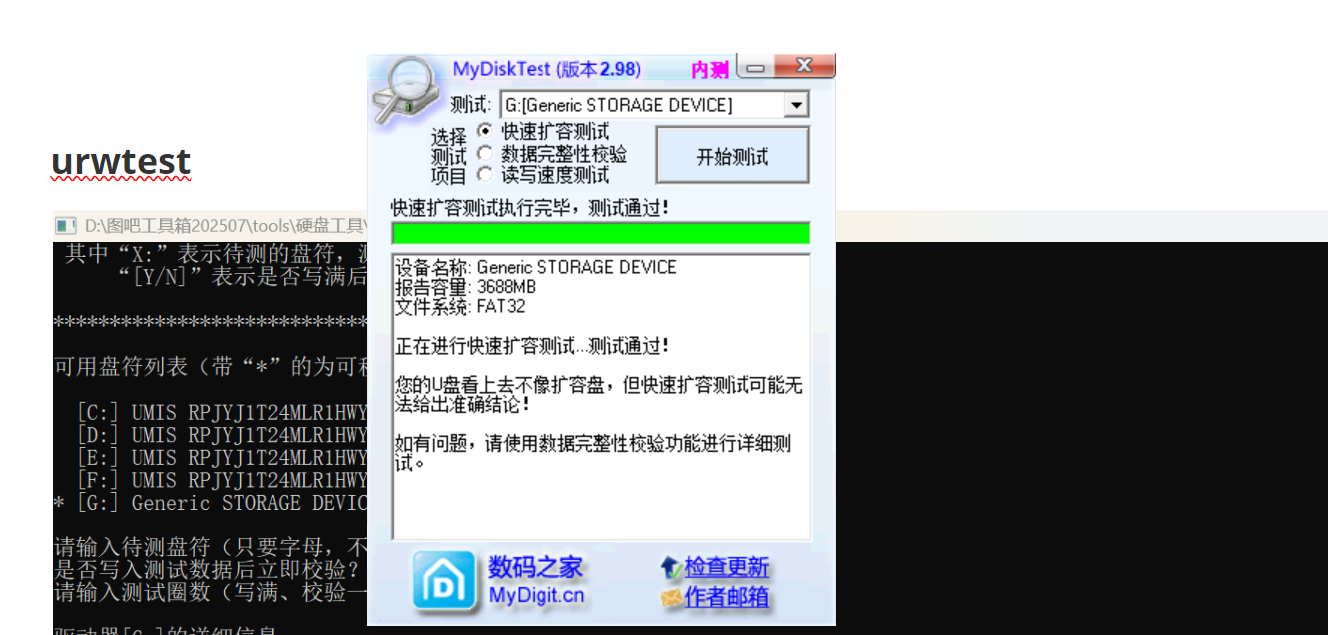 MyDiskTest (版本2.98) 内测
测试: G:[Generic STORAGE DEVICE]
选择测试项目
快速扩容测试
数据完整性校验
读写速度测试
开始测试
快速扩容测试执行完毕，测试通过!
设备名称: Generic STORAGE DEVICE
报告容量: 3688MB
文件系统: FAT32
正在进行快速扩容测试...测试通过!
您的U盘看上去不像扩容盘，但快速扩容测试可能无
法给出准确结论!
如有问题，请使用数据完整性校验功能进行详细测
试。
数码之家
MyDigit.cn
检查更新
作者邮箱
urwtest
D:\图吧工具箱202507\tools\硬盘工具\
其中“X:”表示待测的盘符，
“[Y/N]”表示是否写满后
****************************
可用盘符列表（带“*”的为可
[C:] UMIS RPJYJ1T24MLR1HWY
[D:] UMIS RPJYJ1T24MLR1HWY
[E:] UMIS RPJYJ1T24MLR1HWY
[F:] UMIS RPJYJ1T24MLR1HWY
* [G:] Generic STORAGE DEVIC
请输入待测盘符（只要字母，不
是否写入测试数据后立即校验?
请输入测试圈数（写满、校验一